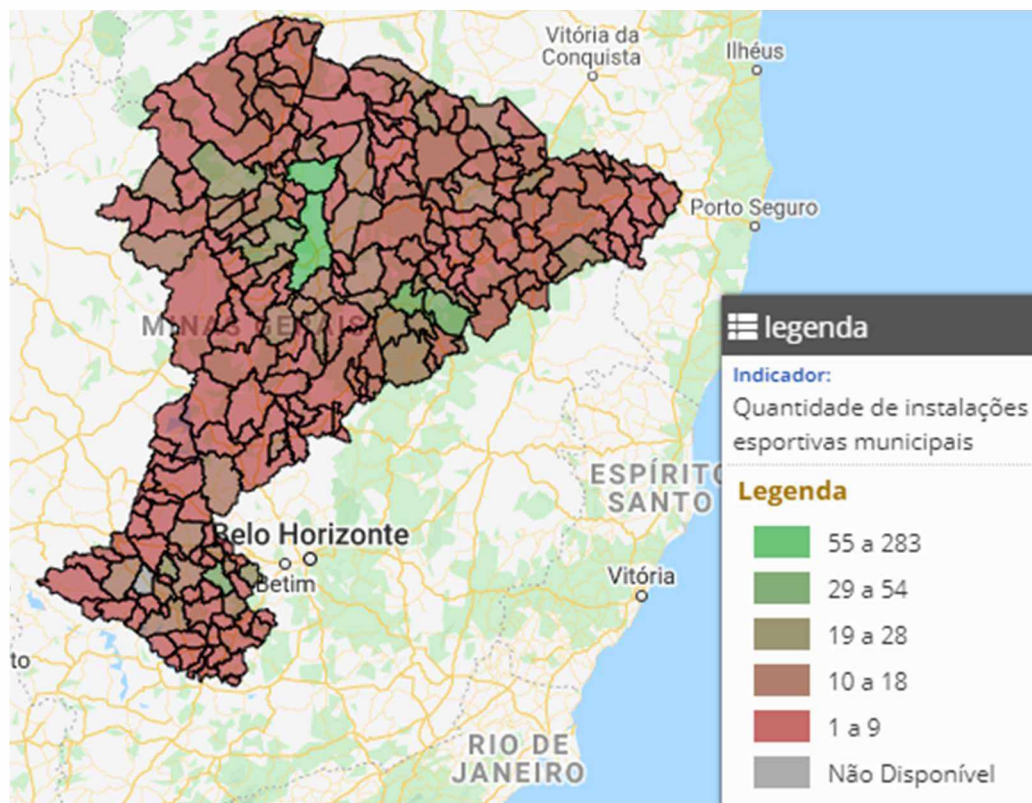 Vitória da
Conquista
Ilhéus
Porto Seguro
MINAS GERAIS
legenda
Indicador:
Quantidade de instalações
esportivas municipais
Legenda
55 a 283
29 a 54
19 a 28
10 a 18
1 a 9
Não Disponível
ESPÍRITO
SANTO
Belo Horizonte
Betim
Vitória
to
RIO DE
JANEIRO